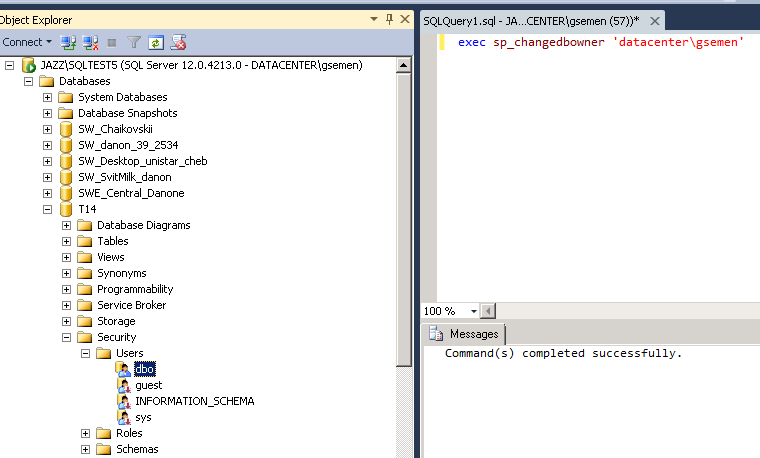 Object Explorer
Connect
JAZZ\SQLTEST5 (SQL Server 12.0.4213.0 - DATACENTER\gsemen)
Databases
System Databases
Database Snapshots
SW_Chaikovskii
SW_danon_39_2534
SW_Desktop_unistar_cheb
SW_SvitMilk_danon
SWE_Central_Danone
T14
Database Diagrams
Tables
Views
Synonyms
Programmability
Service Broker
Storage
Security
Users
dbo
guest
INFORMATION_SCHEMA
sys
Roles
Schemas
SQLQuery1.sql - JA...CENTER\gsemen (57))*
exec sp_changedbowner 'datacenter\gsemen'
100 %
Messages
Command(s) completed successfully.